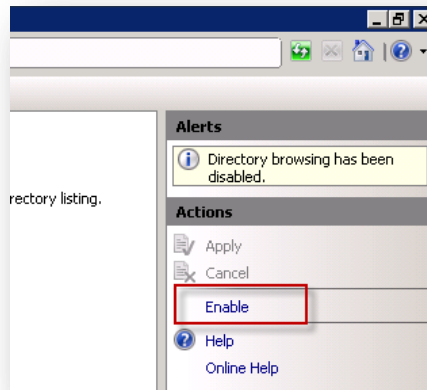 Alerts
Directory browsing has been
disabled.
rectory listing.
Actions
Apply
Cancel
Enable
Help
Online Help